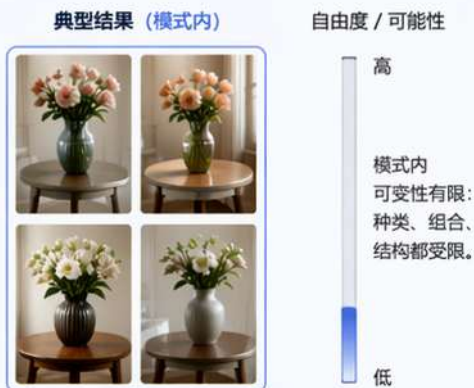 典型结果（模式内）
自由度 / 可能性
高
模式内
可变性有限：
种类、组合、
结构都受限。
低